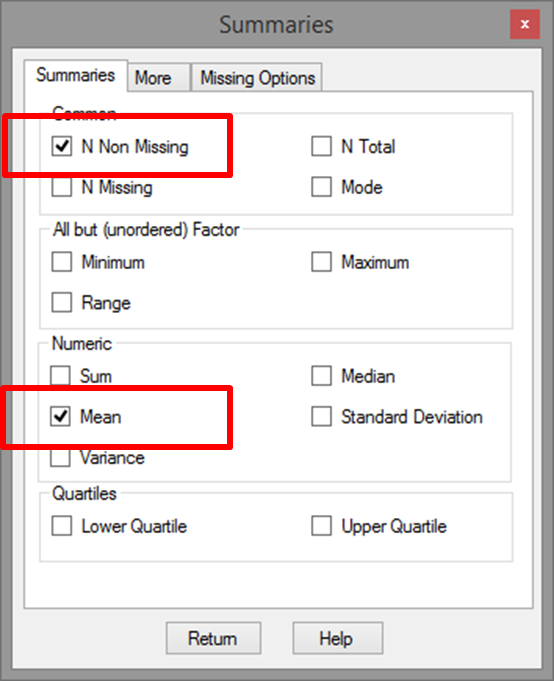 Summaries
x
Summaries More Missing Options
Common
N Non Missing N Total
N Missing Mode
All but (unordered) Factor
Minimum Maximum
Range
Numeric
Sum Median
Mean Standard Deviation
Variance
Quartiles
Lower Quartile Upper Quartile
Return Help